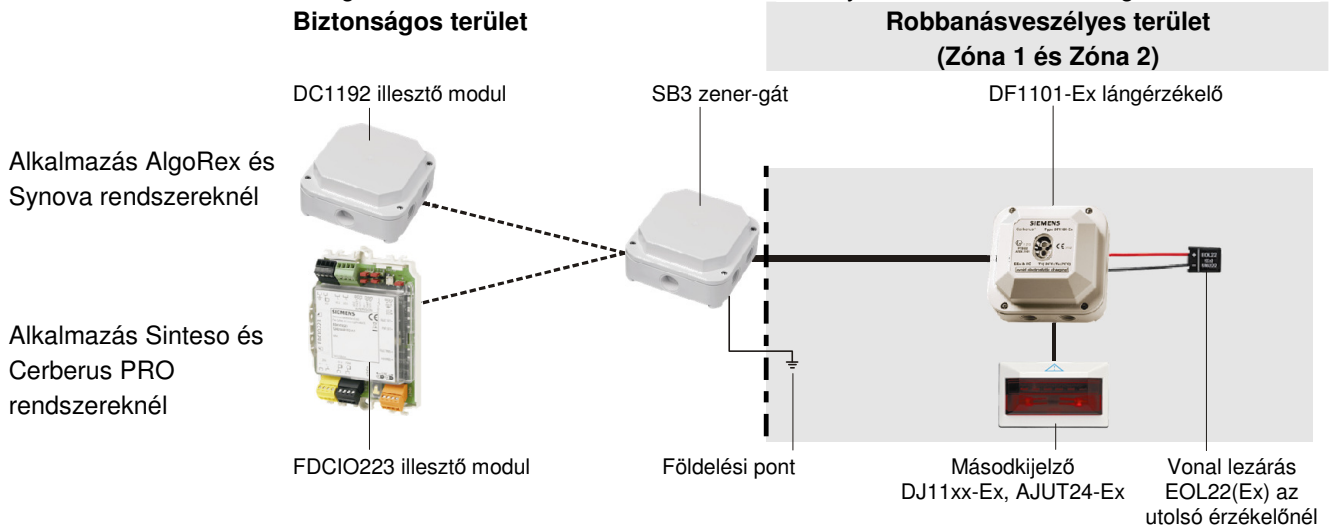 Biztonságos terület
Robbanásveszélyes terület
(Zóna 1 és Zóna 2)
DC1192 illesztő modul
SB3 zener-gát
DF1101-Ex lángérzékelő
Alkalmazás AlgoRex és
Synova rendszereknél
SIEMENS
EOL22
SIEMENS
Alkalmazás Sinteso és
Cerberus PRO
rendszereknél
FDCIO223 illesztő modul
Földelési pont
Másodkijelző
DJ11xx-Ex, AJUT24-Ex
Vonal lezárás
EOL22(Ex) az
utolsó érzékelőnél